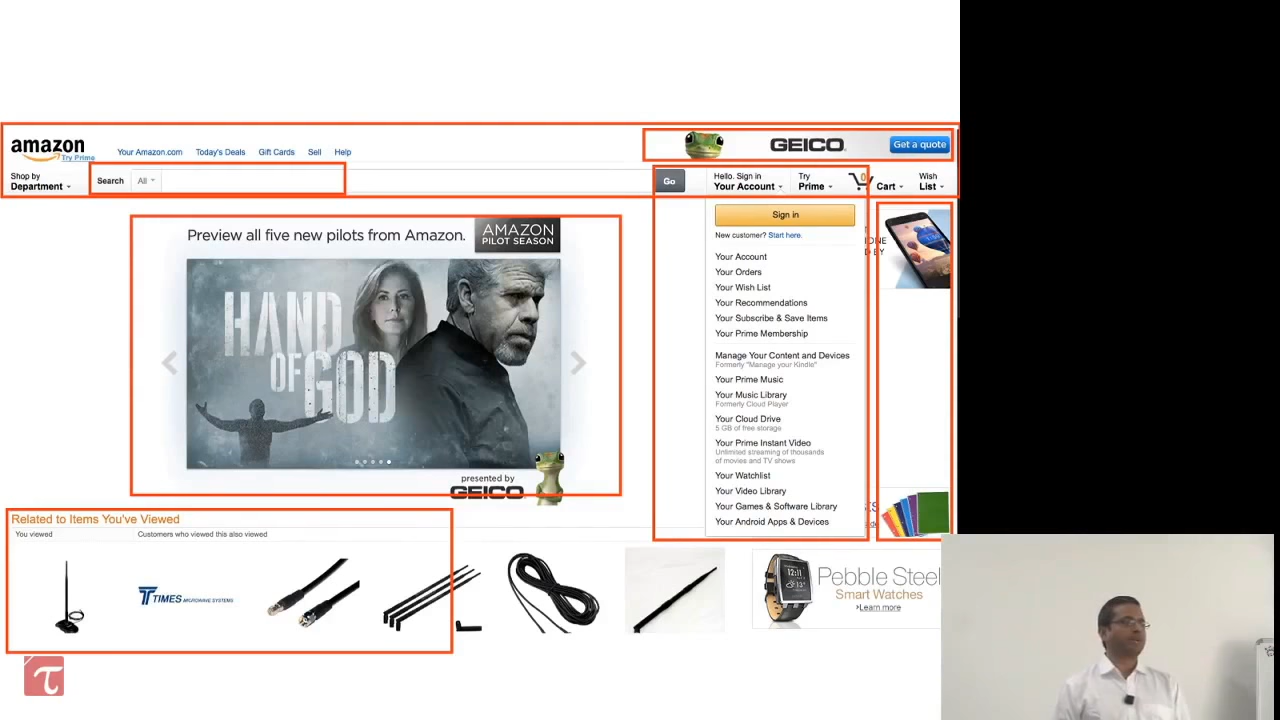 amazon
Try Prime
Your Amazon.com Today's Deals Gift Cards Sell Help
GEICO
Get a quote
Shop by
Department
Search All
Go
Hello. Sign in
Your Account
Try
Prime
0
Cart
Wish
List
Preview all five new pilots from Amazon.
AMAZON
PILOT SEASON
HAND
OF GOD
presented by
GEICO
Sign in
New customer? Start here.
Your Account
Your Orders
Your Wish List
Your Recommendations
Your Subscribe & Save Items
Your Prime Membership
Manage Your Content and Devices
Formerly "Manage your Kindle"
Your Prime Music
Your Music Library
Formerly Cloud Player
Your Cloud Drive
5 GB of free storage
Your Prime Instant Video
Unlimited streaming of thousands
of movies and TV shows
Your Watchlist
Your Video Library
Your Games & Software Library
Your Android Apps & Devices
Related to Items You've Viewed
You viewed
Customers who viewed this also viewed
TIMES MICROWAVE SYSTEMS
12:11
Pebble Steel
Smart Watches
›Learn more
τ